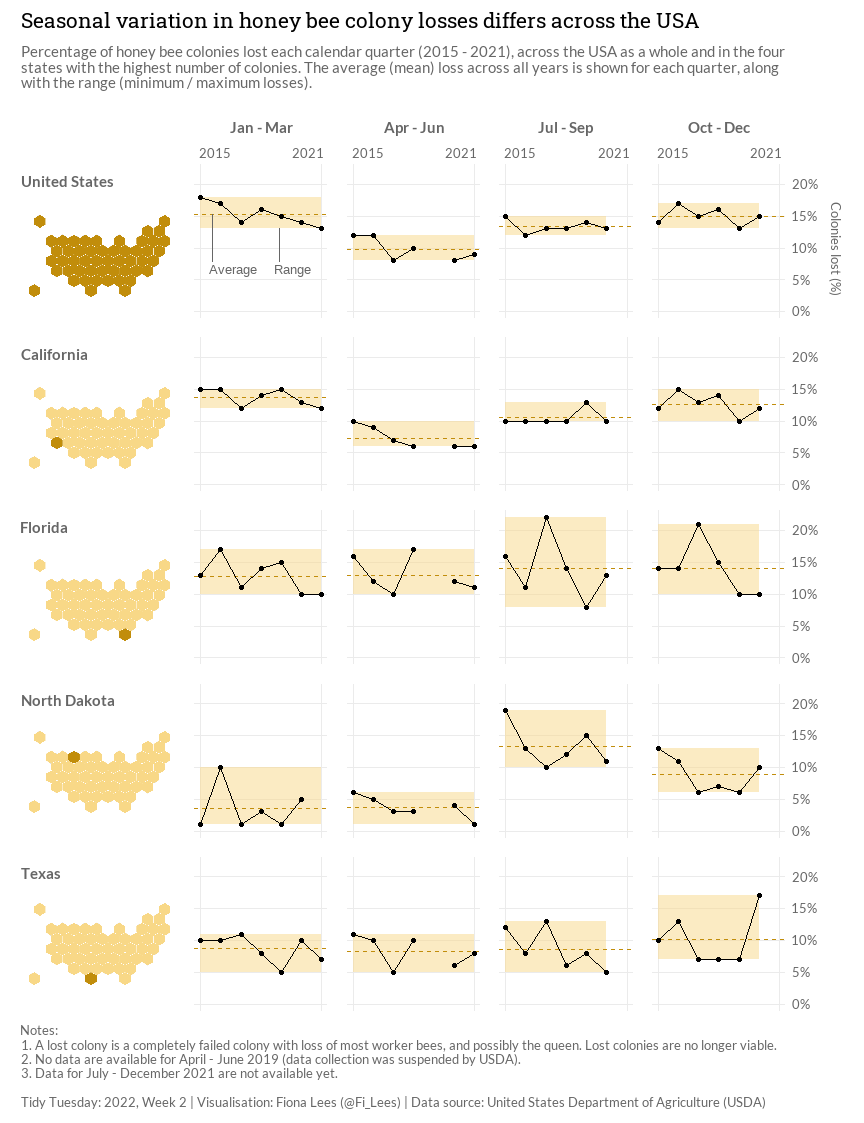 Seasonal variation in honey bee colony losses differs across the USA
Percentage of honey bee colonies lost each calendar quarter (2015 - 2021), across the USA as a whole and in the four
states with the highest number of colonies. The average (mean) loss across all years is shown for each quarter, along
with the range (minimum / maximum losses).
Jan - Mar Apr - Jun Jul - Sep Oct - Dec
2015 2021 2015 2021 2015 2021 2015 2021
United States
20%
15%
10%
5%
0%
Average Range
Colonies lost (%)
California
20%
15%
10%
5%
0%
Florida
20%
15%
10%
5%
0%
North Dakota
20%
15%
10%
5%
0%
Texas
20%
15%
10%
5%
0%
Notes:
1. A lost colony is a completely failed colony with loss of most worker bees, and possibly the queen. Lost colonies are no longer viable.
2. No data are available for April - June 2019 (data collection was suspended by USDA).
3. Data for July - December 2021 are not available yet.
Tidy Tuesday: 2022, Week 2 | Visualisation: Fiona Lees (@Fi_Lees) | Data source: United States Department of Agriculture (USDA)